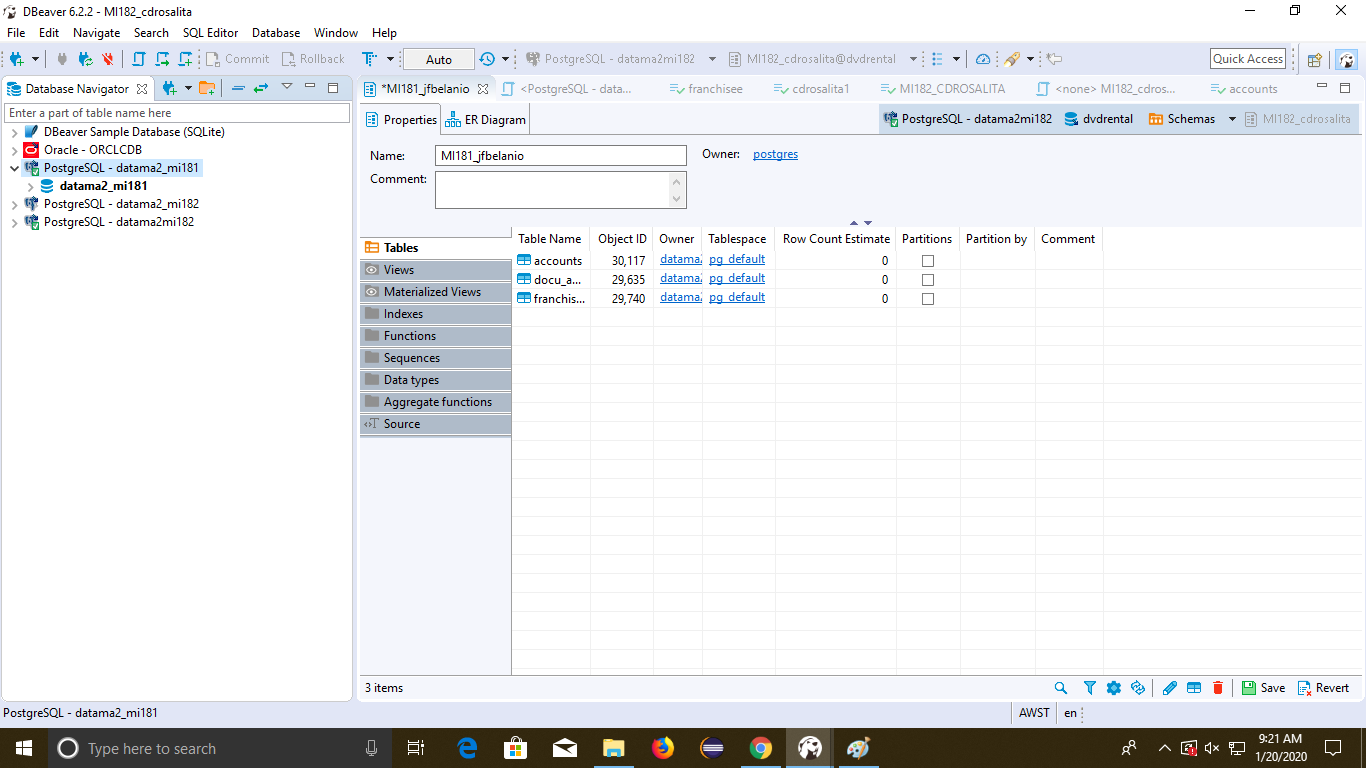 DBeaver 6.2.2 - MI182_cdrosalita
File Edit Navigate Search SQL Editor Database Window Help
Commit Rollback Auto PostgreSQL - datama2mi182 MI182_cdrosalita@dvdrental Quick Access
Database Navigator
Enter a part of table name here
DBeaver Sample Database (SQLite)
Oracle - ORCLCDB
PostgreSQL - datama2_mi181
datama2_mi181
PostgreSQL - datama2_mi182
PostgreSQL - datama2mi182
*MI181_jfbelanio <PostgreSQL - data... franchisee cdrosalita1 MI182_CDROSALITA <none> MI182_cdros... accounts
Properties ER Diagram PostgreSQL - datama2mi182 dvdrental Schemas MI182_cdrosalita
Name: MI181_jfbelanio Owner: postgres
Comment:
Tables
Views
Materialized Views
Indexes
Functions
Sequences
Data types
Aggregate functions
Source
Table Name Object ID Owner Tablespace Row Count Estimate Partitions Partition by Comment
accounts 30,117 datama2 pg_default 0
docu_a... 29,635 datama2 pg_default 0
franchis... 29,740 datama2 pg_default 0
3 items Save Revert
PostgreSQL - datama2_mi181 AWST en
Type here to search 9:21 AM
1/20/2020